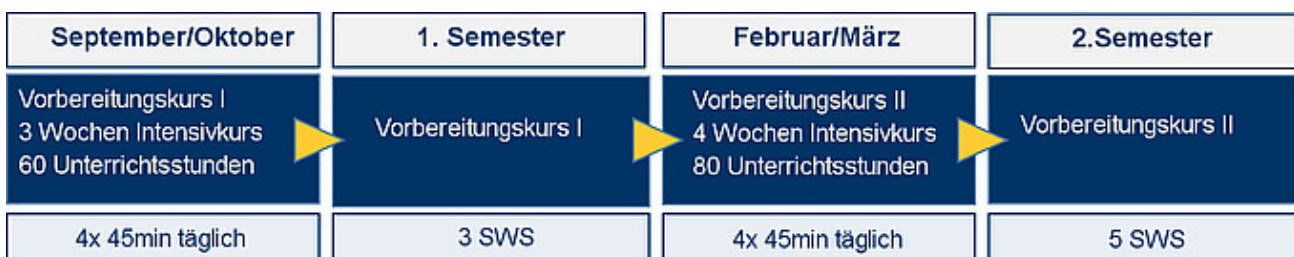 September/Oktober
1. Semester
Februar/März
2.Semester
Vorbereitungskurs I
3 Wochen Intensivkurs
60 Unterrichtsstunden
Vorbereitungskurs I
Vorbereitungskurs II
4 Wochen Intensivkurs
80 Unterrichtsstunden
Vorbereitungskurs II
4x 45min täglich
3 SWS
4x 45min täglich
5 SWS